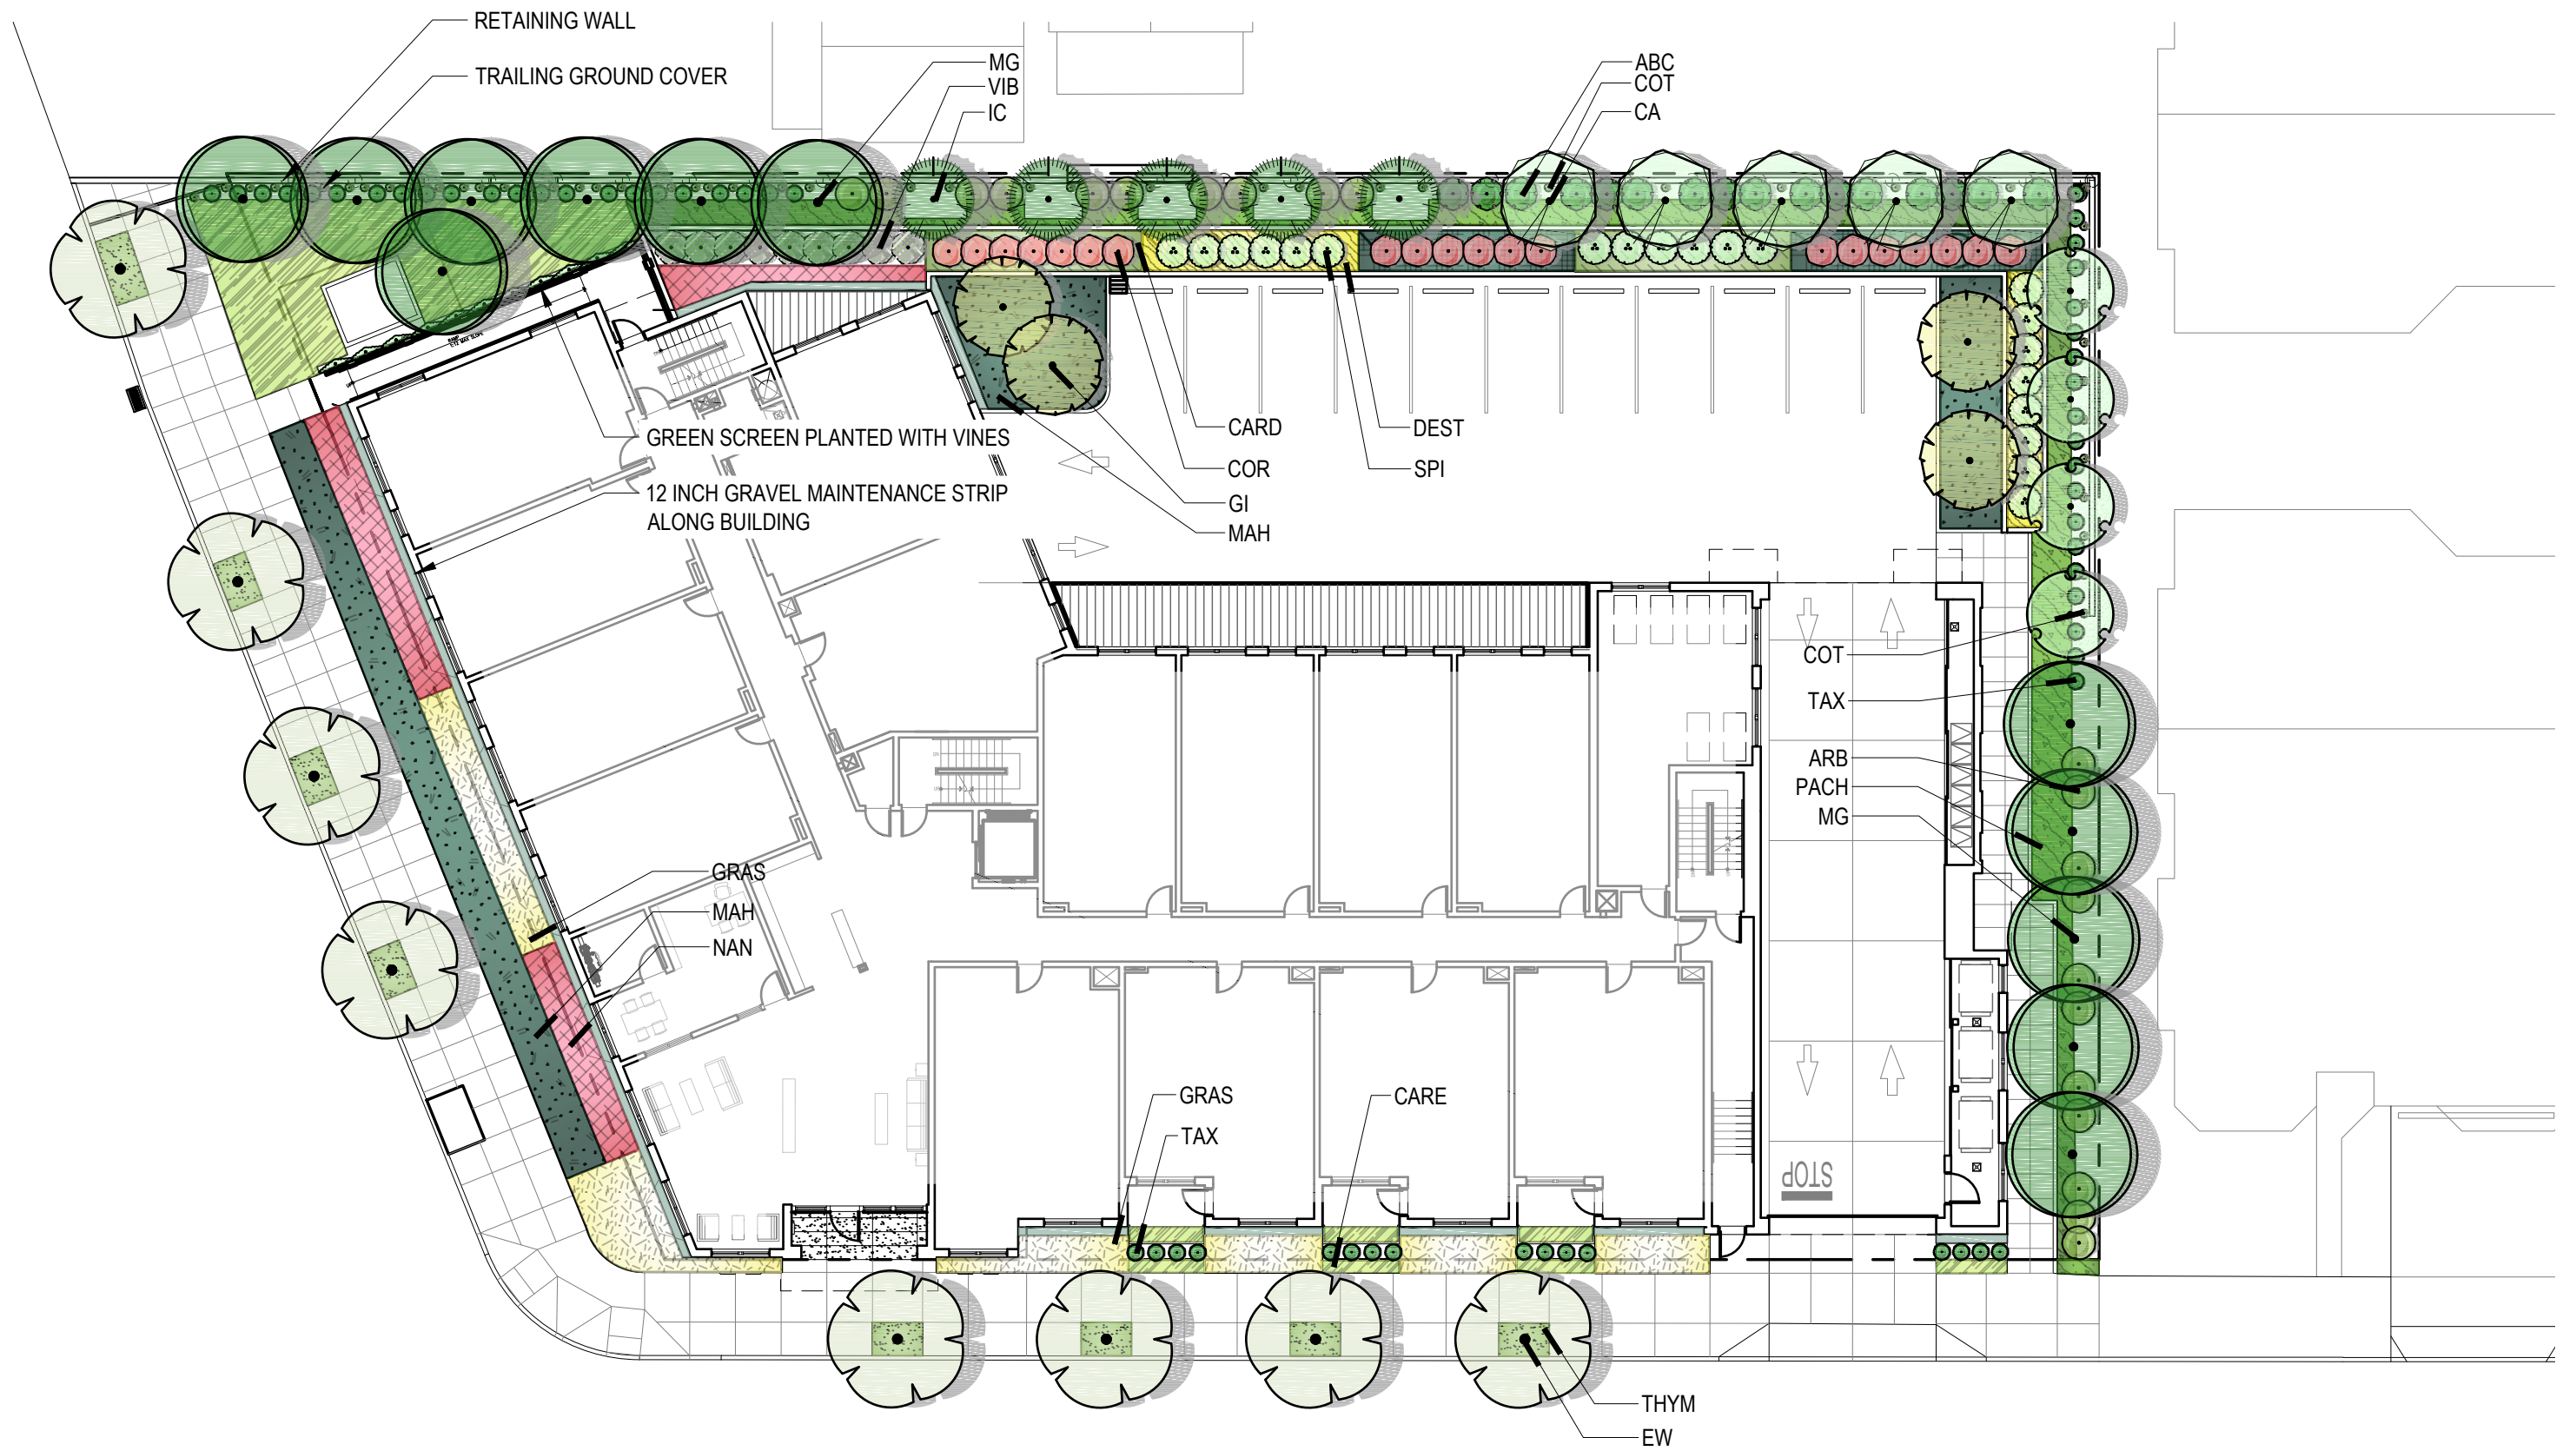 RETAINING WALL
TRAILING GROUND COVER
MG
VIB
IC
ABC
COT
CA
CARD
COR
GI
MAH
DEST
SPI
GREEN SCREEN PLANTED WITH VINES
12 INCH GRAVEL MAINTENANCE STRIP
ALONG BUILDING
COT
TAX
ARB
PACH
MG
GRAS
MAH
NAN
GRAS
TAX
CARE
STOP
THYM
EW